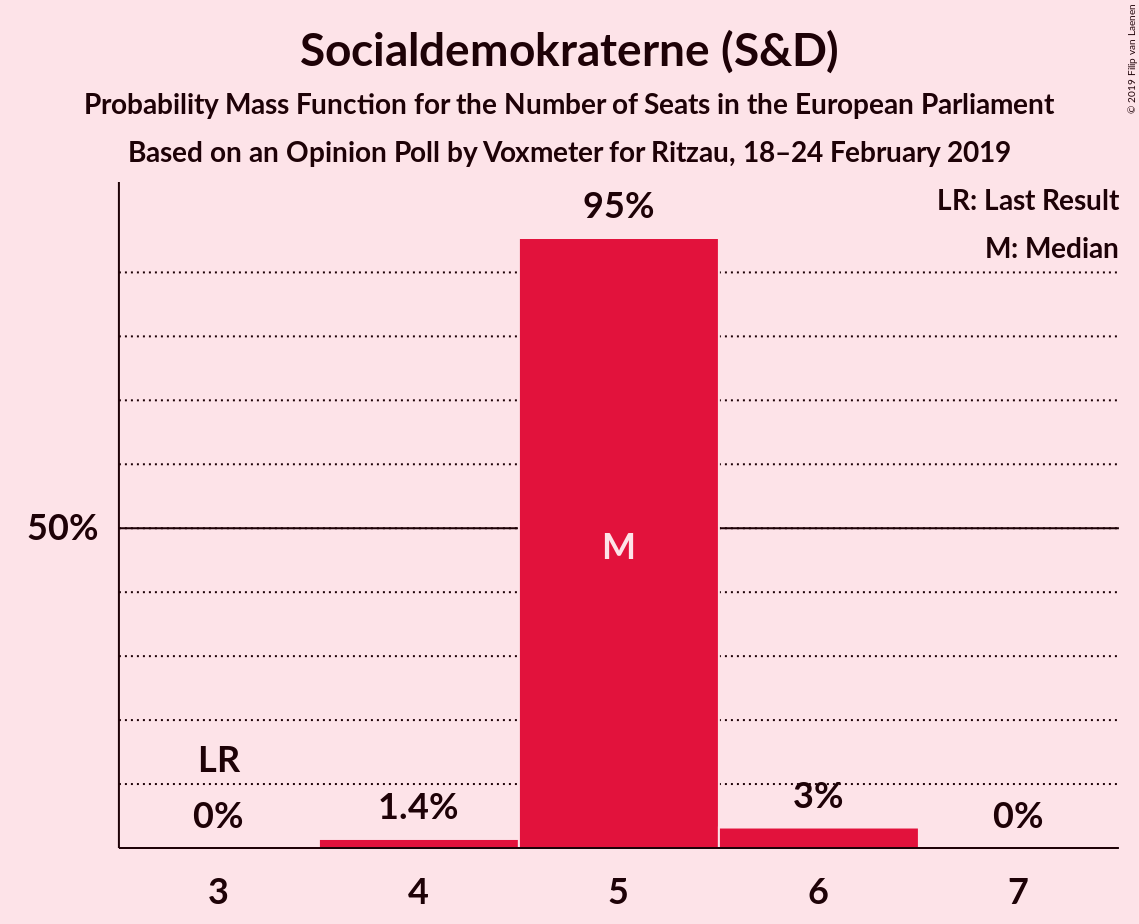 Socialdemokraterne (S&D)
Probability Mass Function for the Number of Seats in the European Parliament
Based on an Opinion Poll by Voxmeter for Ritzau, 18–24 February 2019
© 2019 Filip van Laenen
LR: Last Result
M: Median
95%
50%
M
LR
0%
1.4%
3%
0%
3
4
5
6
7